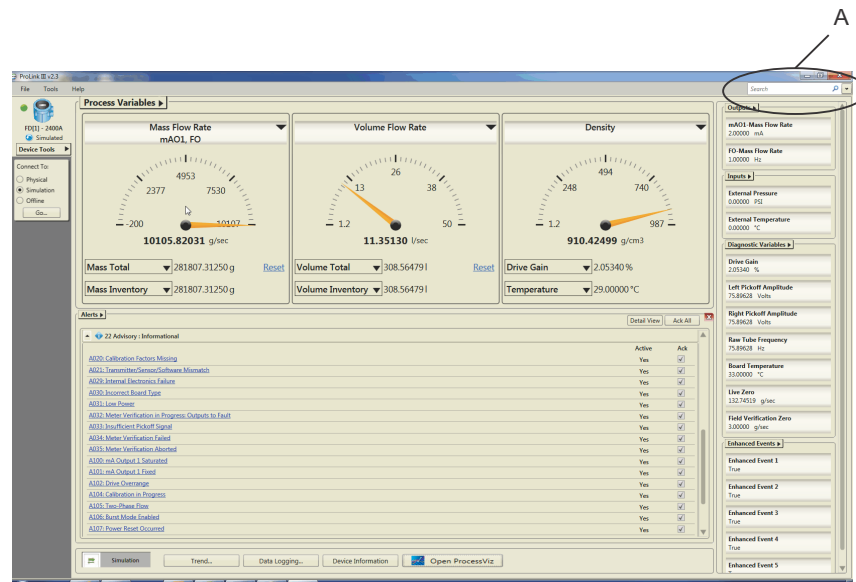 A
ProLink III v2.3
File Tools Help
Search
FD[1] - 2400A
Simulated
Device Tools
Connect To:
Physical
Simulation
Offline
Go...
Process Variables
Mass Flow Rate
mAO1, FO
4953
2377 7530
-200 10107
10105.82031 g/sec
Mass Total 281807.31250 g Reset
Mass Inventory 281807.31250 g
Volume Flow Rate
26
13 38
1.2 50
11.35130 l/sec
Volume Total 308.56479 l Reset
Volume Inventory 308.56479 l
Density
494
248 740
1.2 987
910.42499 g/cm3
Drive Gain 2.05340 %
Temperature 29.00000 °C
Alerts
Detail View Ack All
22 Advisory : Informational
Active Ack
A020: Calibration Factors Missing Yes
A021: Transmitter/Sensor/Software Mismatch Yes
A029: Internal Electronics Failure Yes
A030: Incorrect Board Type Yes
A031: Low Power Yes
A032: Meter Verification in Progress: Outputs to Fault Yes
A033: Insufficient Pickoff Signal Yes
A034: Meter Verification Failed Yes
A035: Meter Verification Aborted Yes
A100: mA Output 1 Saturated Yes
A101: mA Output 1 Fixed Yes
A102: Drive Overrange Yes
A104: Calibration in Progress Yes
A105: Two-Phase Flow Yes
A106: Burst Mode Enabled Yes
A107: Power Reset Occurred Yes
Simulation Trend... Data Logging... Device Information Open ProcessViz
Outputs
mAO1-Mass Flow Rate
2.00000 mA
FO-Mass Flow Rate
1.00000 Hz
Inputs
External Pressure
0.00000 PSI
External Temperature
0.00000 °C
Diagnostic Variables
Drive Gain
2.05340 %
Left Pickoff Amplitude
75.89628 Volts
Right Pickoff Amplitude
75.89628 Volts
Raw Tube Frequency
75.89628 Hz
Board Temperature
33.00000 °C
Live Zero
132.74519 g/sec
Field Verification Zero
3.00000 g/sec
Enhanced Events
Enhanced Event 1
True
Enhanced Event 2
True
Enhanced Event 3
True
Enhanced Event 4
True
Enhanced Event 5